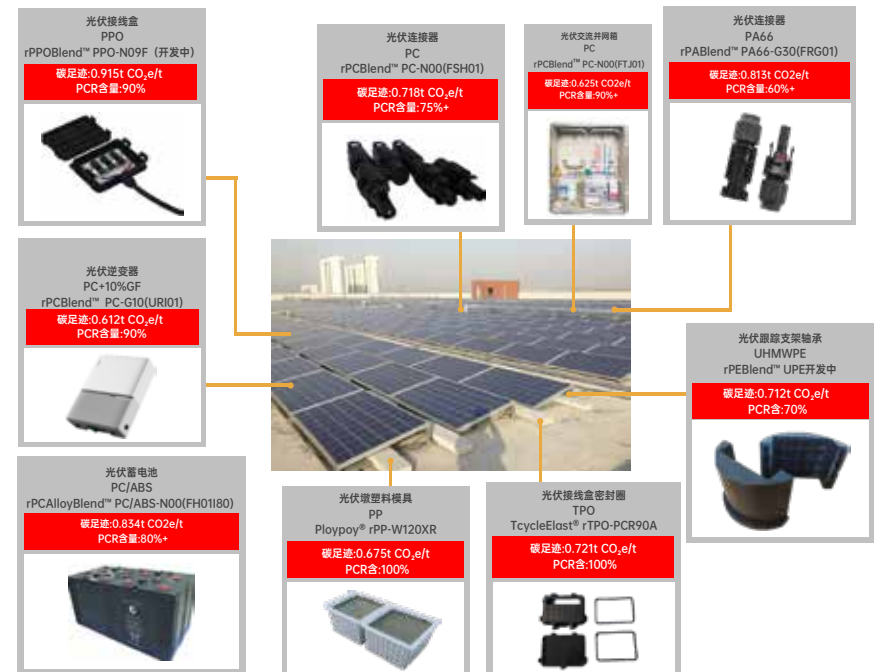 光伏接线盒
PPO
rPPOBlend™ PPO-N09F（开发中）
碳足迹:0.915t CO₂e/t
PCR含量:90%
光伏连接器
PC
rPCBlend™ PC-N00(FSH01)
碳足迹:0.718t CO₂e/t
PCR含量:75%+
光伏交流并网箱
PC
rPCBlend™ PC-N00(FTJ01)
碳足迹:0.625t CO2e/t
PCR含量:90%+
光伏连接器
PA66
rPABlend™ PA66-G30(FRG01)
碳足迹:0.813t CO2e/t
PCR含量:60%+
光伏逆变器
PC+10%GF
rPCBlend™ PC-G10(URI01)
碳足迹:0.612t CO₂e/t
PCR含量:90%
光伏跟踪支架轴承
UHMWPE
rPEBlend™ UPE开发中
碳足迹:0.712t CO₂e/t
PCR含:70%
光伏蓄电池
PC/ABS
rPCAlloyBlend™ PC/ABS-N00(FH01I80)
碳足迹:0.834t CO2e/t
PCR含量:80%+
光伏墩塑料模具
PP
Ploypoy® rPP-W120XR
碳足迹:0.675t CO₂e/t
PCR含:100%
光伏接线盒密封圈
TPO
TcycleElast® rTPO-PCR90A
碳足迹:0.721t CO₂e/t
PCR含:100%